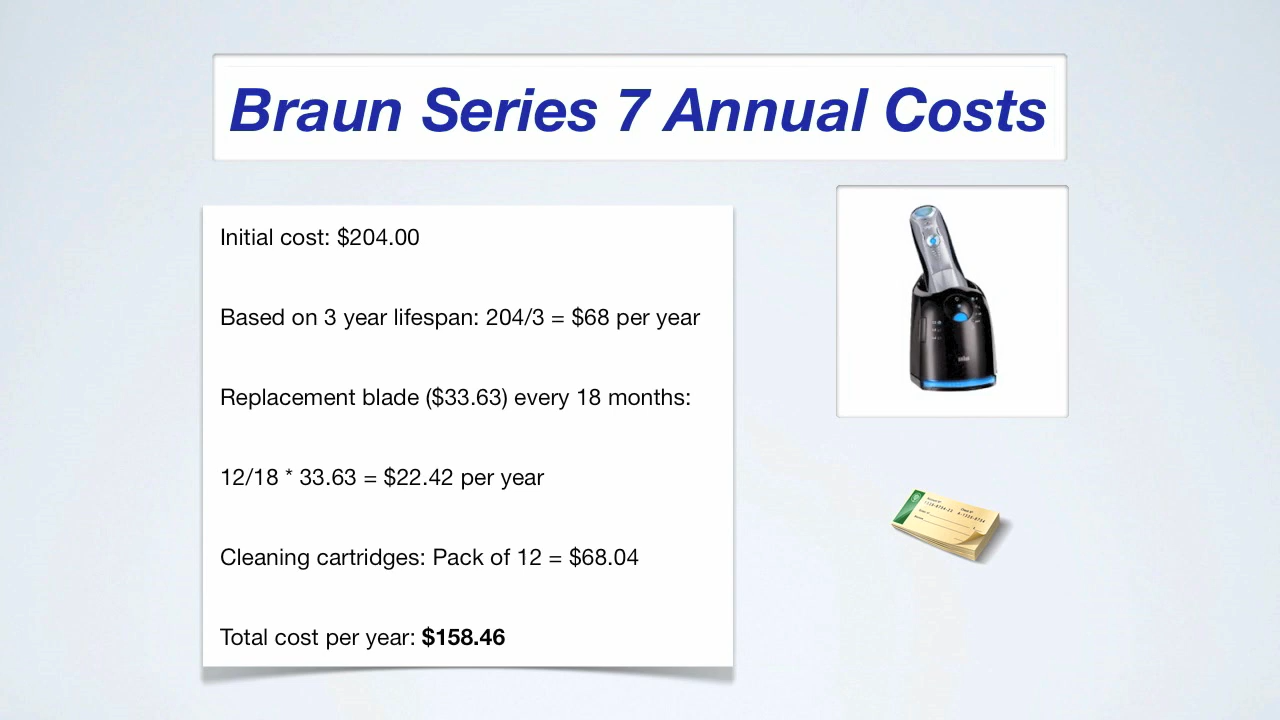 Braun Series 7 Annual Costs
Initial cost: $204.00
Based on 3 year lifespan: 204/3 = $68 per year
Replacement blade ($33.63) every 18 months:
12/18 * 33.63 = $22.42 per year
Cleaning cartridges: Pack of 12 = $68.04
Total cost per year: $158.46